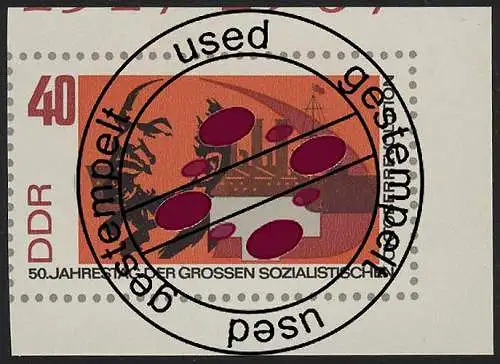 used
gestempelt
used
gestempelt
40
DDR
50. JAHRESTAG DER GROSSEN SOZIALISTISCHEN